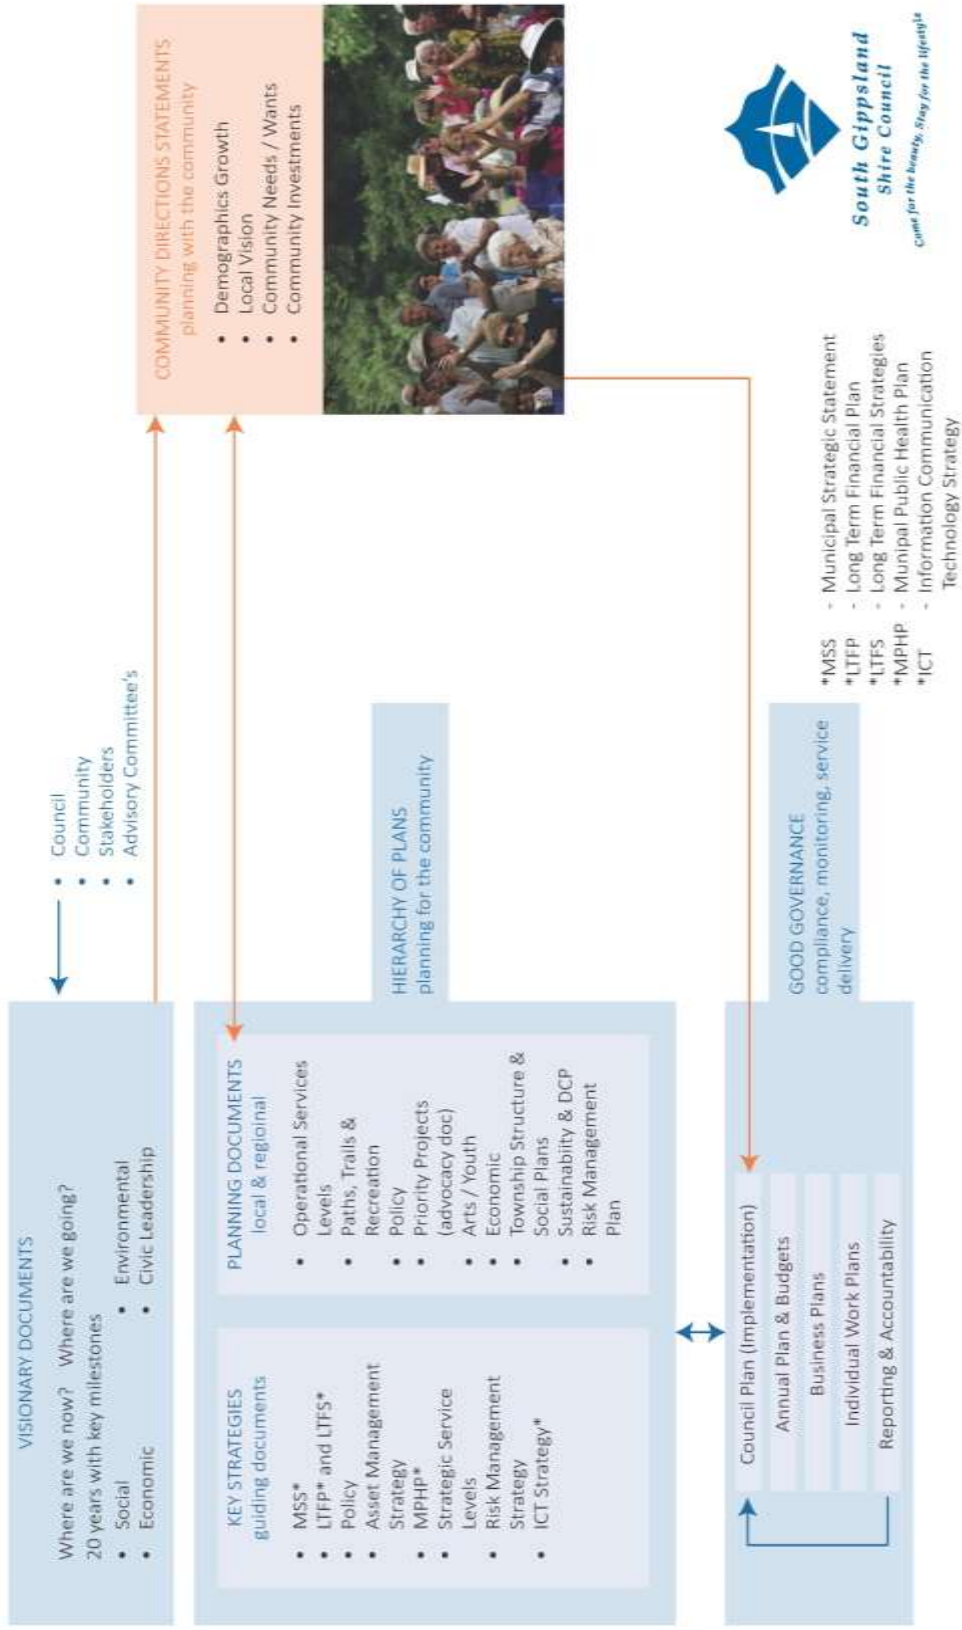 VISIONARY DOCUMENTS
Where are we now? Where are we going?
20 years with key milestones
• Social • Environmental
• Economic • Civic Leadership
• Council
• Community
• Stakeholders
• Advisory Committee's
COMMUNITY DIRECTIONS STATEMENTS
planning with the community
• Demographics Growth
• Local Vision
• Community Needs / Wants
• Community Investments
KEY STRATEGIES
guiding documents
• MSS*
• LTFP* and LTFS*
• Policy
• Asset Management
Strategy
• MPHP*
• Strategic Service
Levels
• Risk Management
Strategy
• ICT Strategy*
PLANNING DOCUMENTS
local & regioinal
• Operational Services
Levels
• Paths, Trails &
Recreation
• Policy
• Priority Projects
(advocacy doc)
• Arts / Youth
• Economic
• Township Structure &
Social Plans
• Sustainabiity & DCP
• Risk Management
Plan
HIERARCHY OF PLANS
planning for the community
Council Plan (Implementation)
Annual Plan & Budgets
Business Plans
Individual Work Plans
Reporting & Accountability
GOOD GOVERNANCE
compliance, monitoring, service
delivery
*MSS - Municipal Strategic Statement
*LTFP - Long Term Financial Plan
*LTFS - Long Term Financial Strategies
*MPHP - Munipal Public Health Plan
*ICT - Information Communication
Technology Strategy
South Gippsland
Shire Council
Come for the beauty, Stay for the lifestyle